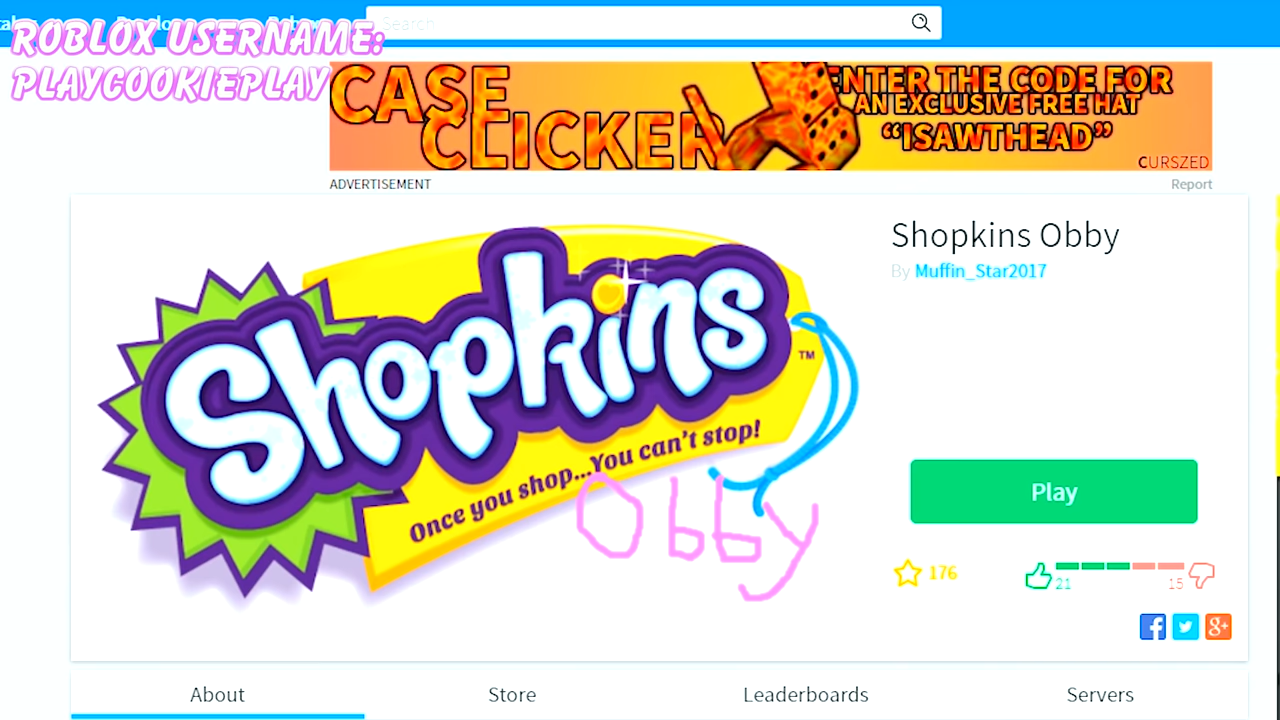 ROBLOX USERNAME:
PLAYCOOKIEPLAY
Search
CASE
CLICKER
ENTER THE CODE FOR
AN EXCLUSIVE FREE HAT
“ISAWTHEAD”
CURSZED
ADVERTISEMENT
Report
Shopkins
TM
Once you shop...You can't stop!
Obby
Shopkins Obby
By Muffin_Star2017
Play
176
21
15
About
Store
Leaderboards
Servers